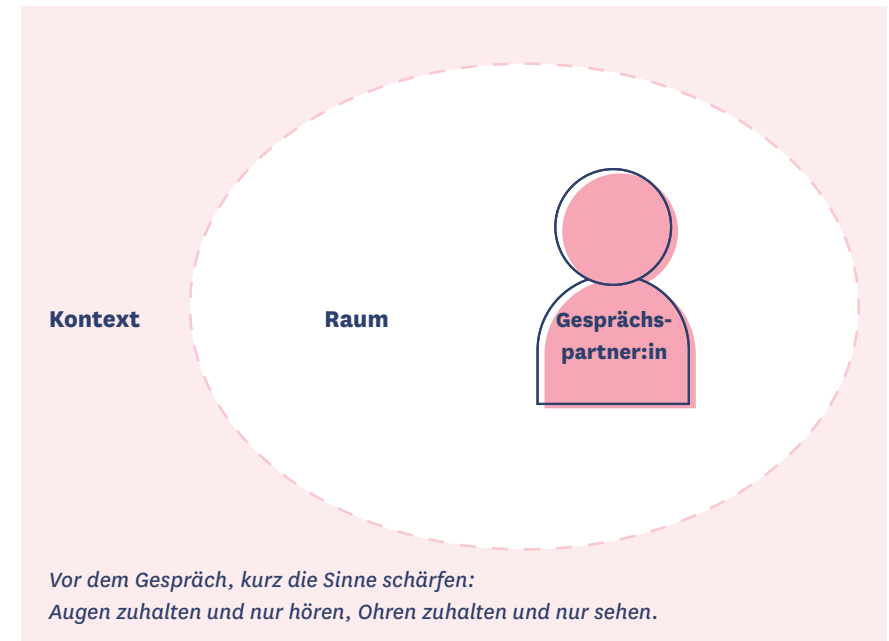 Kontext
Raum
Gesprächs-
partner:in
Vor dem Gespräch, kurz die Sinne schärfen:
Augen zuhalten und nur hören, Ohren zuhalten und nur sehen.